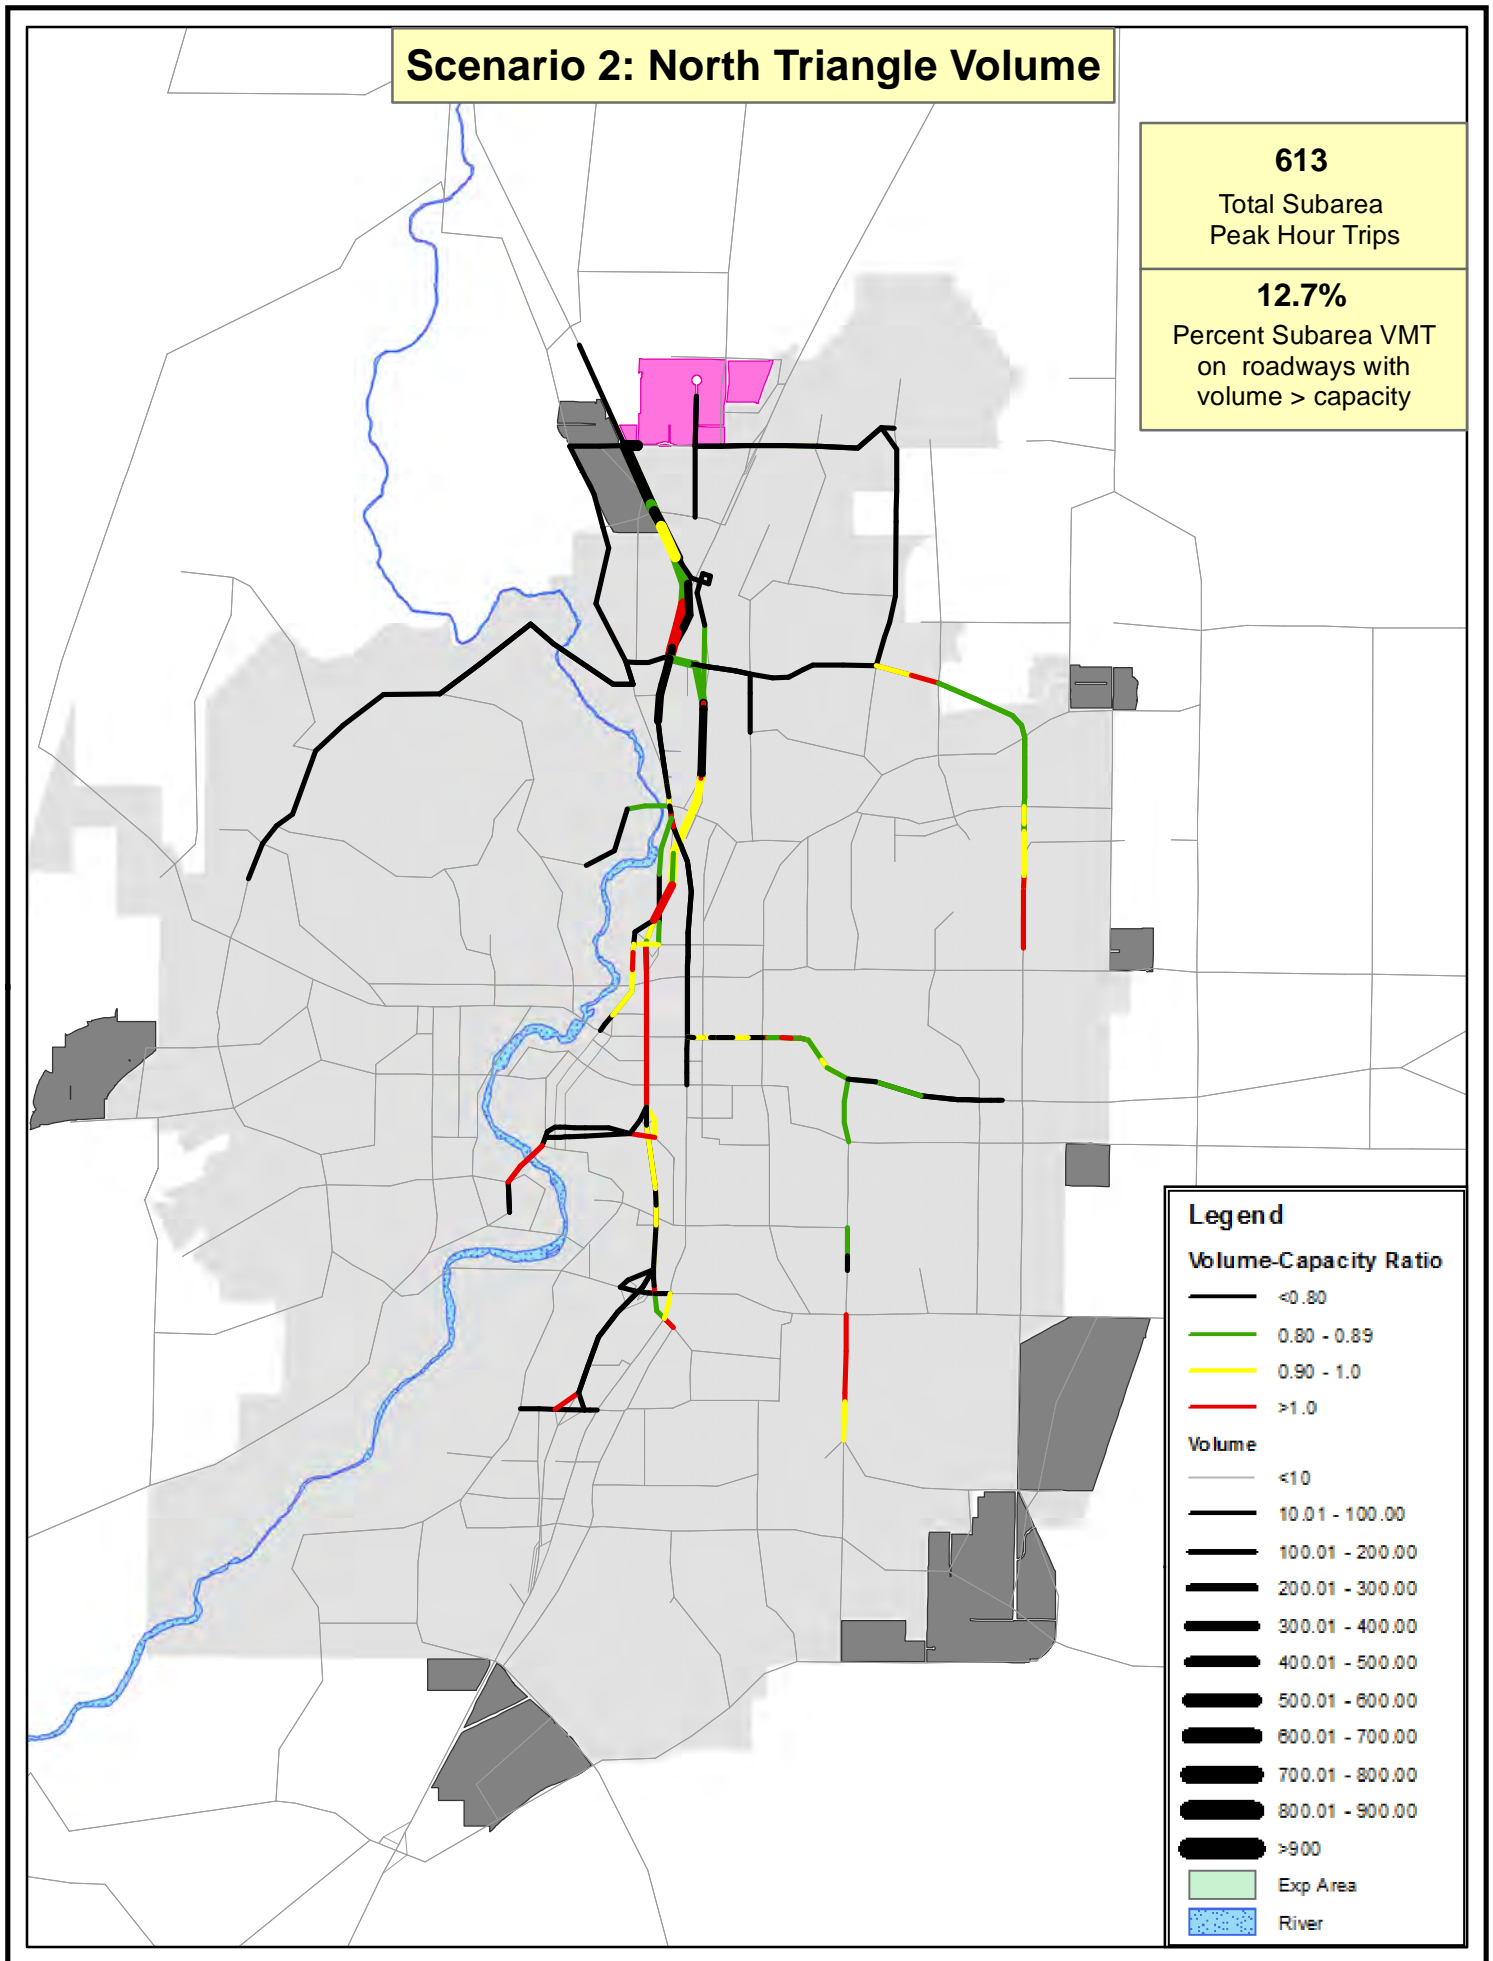 Scenario 2: North Triangle Volume
613
Total Subarea
Peak Hour Trips
12.7%
Percent Subarea VMT
on roadways with
volume > capacity
Legend
Volume-Capacity Ratio
<0.80
0.80 - 0.89
0.90 - 1.0
>1.0
Volume
<10
10.01 - 100.00
100.01 - 200.00
200.01 - 300.00
300.01 - 400.00
400.01 - 500.00
500.01 - 600.00
600.01 - 700.00
700.01 - 800.00
800.01 - 900.00
>900
Exp Area
River